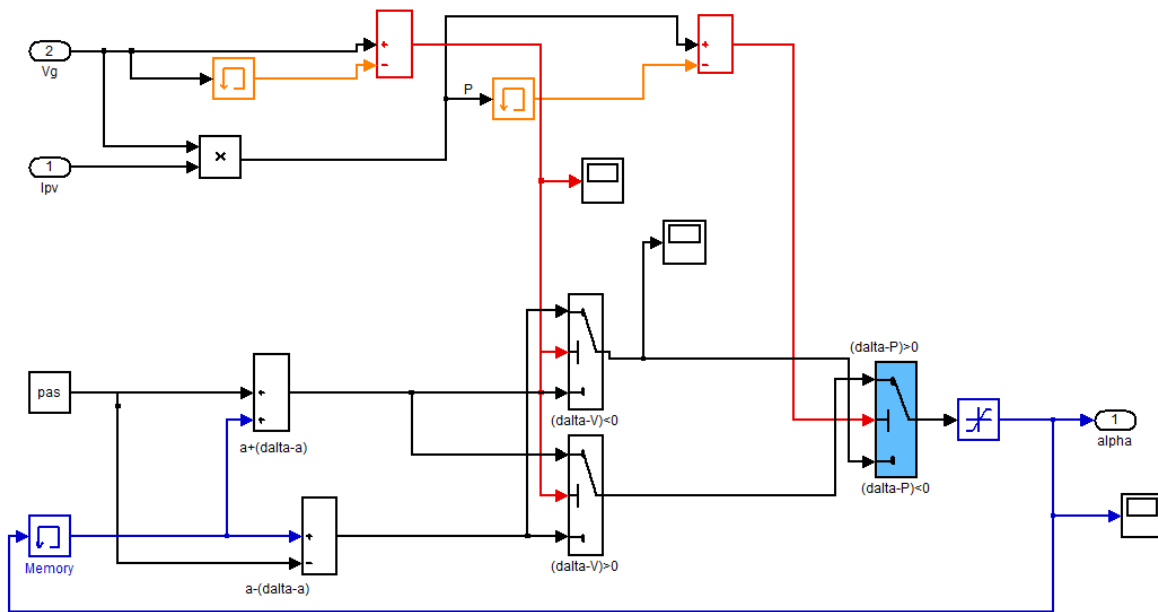 2
Vg
P
×
1
Ipv
pas
a+(dalta-a)
(dalta-V)<0
(dalta-P)>0
1
alpha
(dalta-P)<0
(dalta-V)>0
Memory
a-(dalta-a)